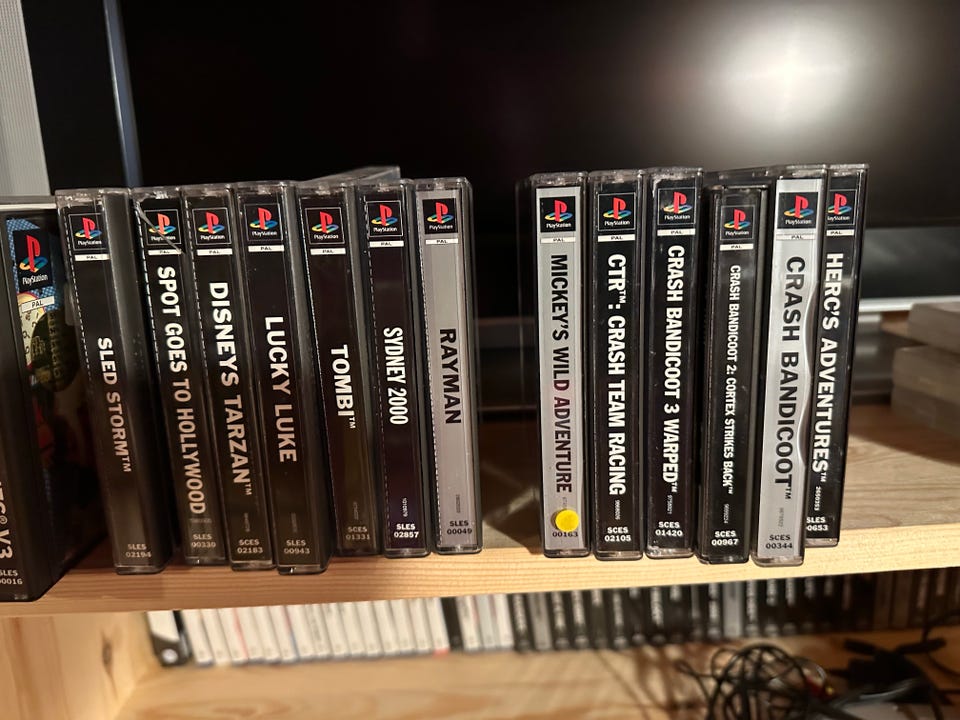 PlayStation
PAL
V3
00016
PlayStation
PAL
SLED STORM™
SLES
02194
PlayStation
PAL
SPOT GOES TO HOLLYWOOD
SLES
00330
PlayStation
PAL
DISNEYS TARZAN™
SCES
02183
PlayStation
PAL
LUCKY LUKE
SLES
00943
PlayStation
PAL
TOMBI™
SCES
01331
PlayStation
PAL
SYDNEY 2000
SLES
02857
PlayStation
PAL
RAYMAN
SLES
00049
PlayStation
PAL
MICKEY'S WILD ADVENTURE
00163
PlayStation
PAL
CTR™: CRASH TEAM RACING
SCES
02105
PlayStation
PAL
CRASH BANDICOOT 3 WARPED™
SCES
01420
PlayStation
PAL
CRASH BANDICOOT 2: CORTEX STRIKES BACK™
SCES
00967
PlayStation
PAL
CRASH BANDICOOT™
SCES
00344
PlayStation
PAL
HERC'S ADVENTURES™